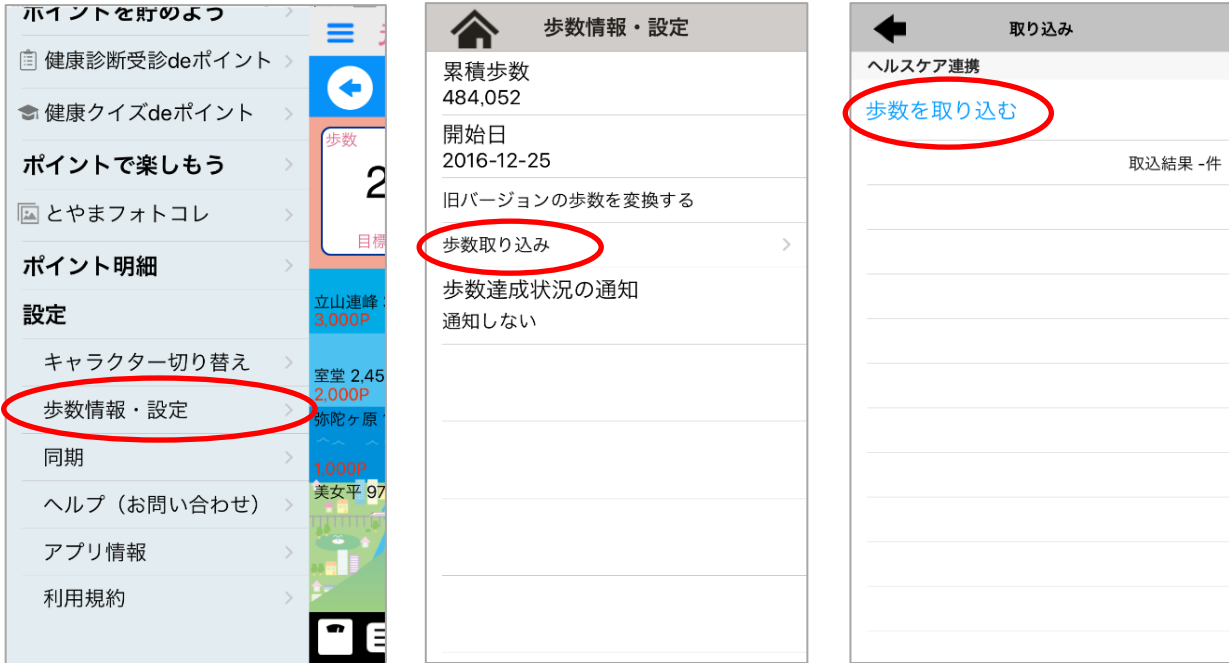 ポイントを貯めよう
健康診断受診deポイント
健康クイズdeポイント
ポイントで楽しもう
とやまフォトコレ
ポイント明細
設定
キャラクター切り替え
歩数情報・設定
同期
ヘルプ（お問い合わせ）
アプリ情報
利用規約
歩数
2
目標
立山連峰
3,000P
室堂 2,45
2,000P
弥陀ヶ原
1,000P
美女平 97
歩数情報・設定
累積歩数
484,052
開始日
2016-12-25
旧バージョンの歩数を変換する
歩数取り込み
歩数達成状況の通知
通知しない
取り込み
ヘルスケア連携
歩数を取り込む
取込結果 -件